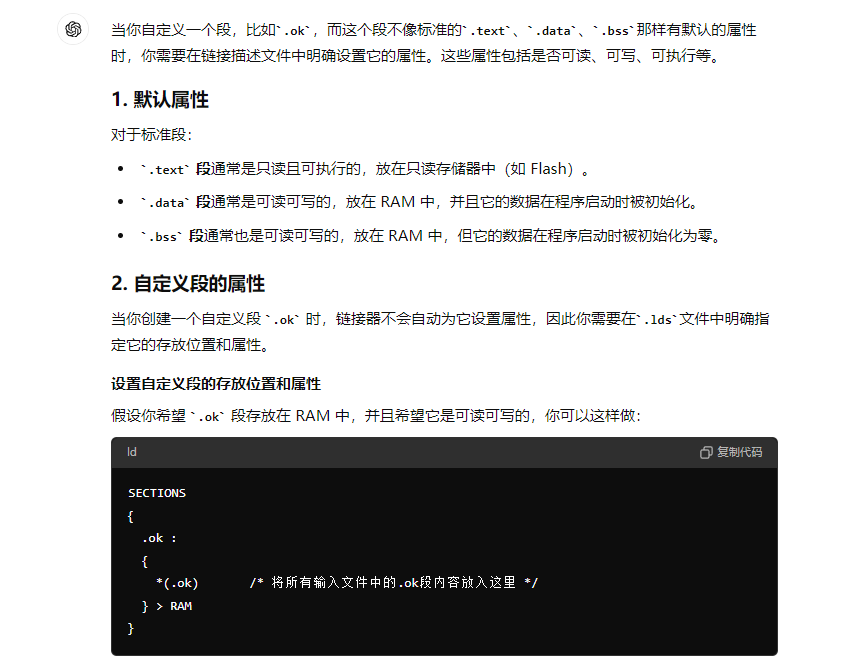 当你自定义一个段，比如`.ok`，而这个段不像标准的`.text`、`.data`、`.bss`那样有默认的属性
时，你需要在链接描述文件中明确设置它的属性。这些属性包括是否可读、可写、可执行等。
1. 默认属性
对于标准段：
• `.text` 段通常是只读且可执行的，放在只读存储器中（如 Flash）。
• `.data` 段通常是可读可写的，放在 RAM 中，并且它的数据在程序启动时被初始化。
• `.bss` 段通常也是可读可写的，放在 RAM 中，但它的数据在程序启动时被初始化为零。
2. 自定义段的属性
当你创建一个自定义段 `.ok` 时，链接器不会自动为它设置属性，因此你需要在`.lds`文件中明确指
定它的存放位置和属性。
设置自定义段的存放位置和属性
假设你希望 `.ok` 段存放在 RAM 中，并且希望它是可读可写的，你可以这样做：
ld 复制代码
SECTIONS
{
  .ok :
  {
    *(.ok)       /* 将所有输入文件中的.ok段内容放入这里 */
  } > RAM
}